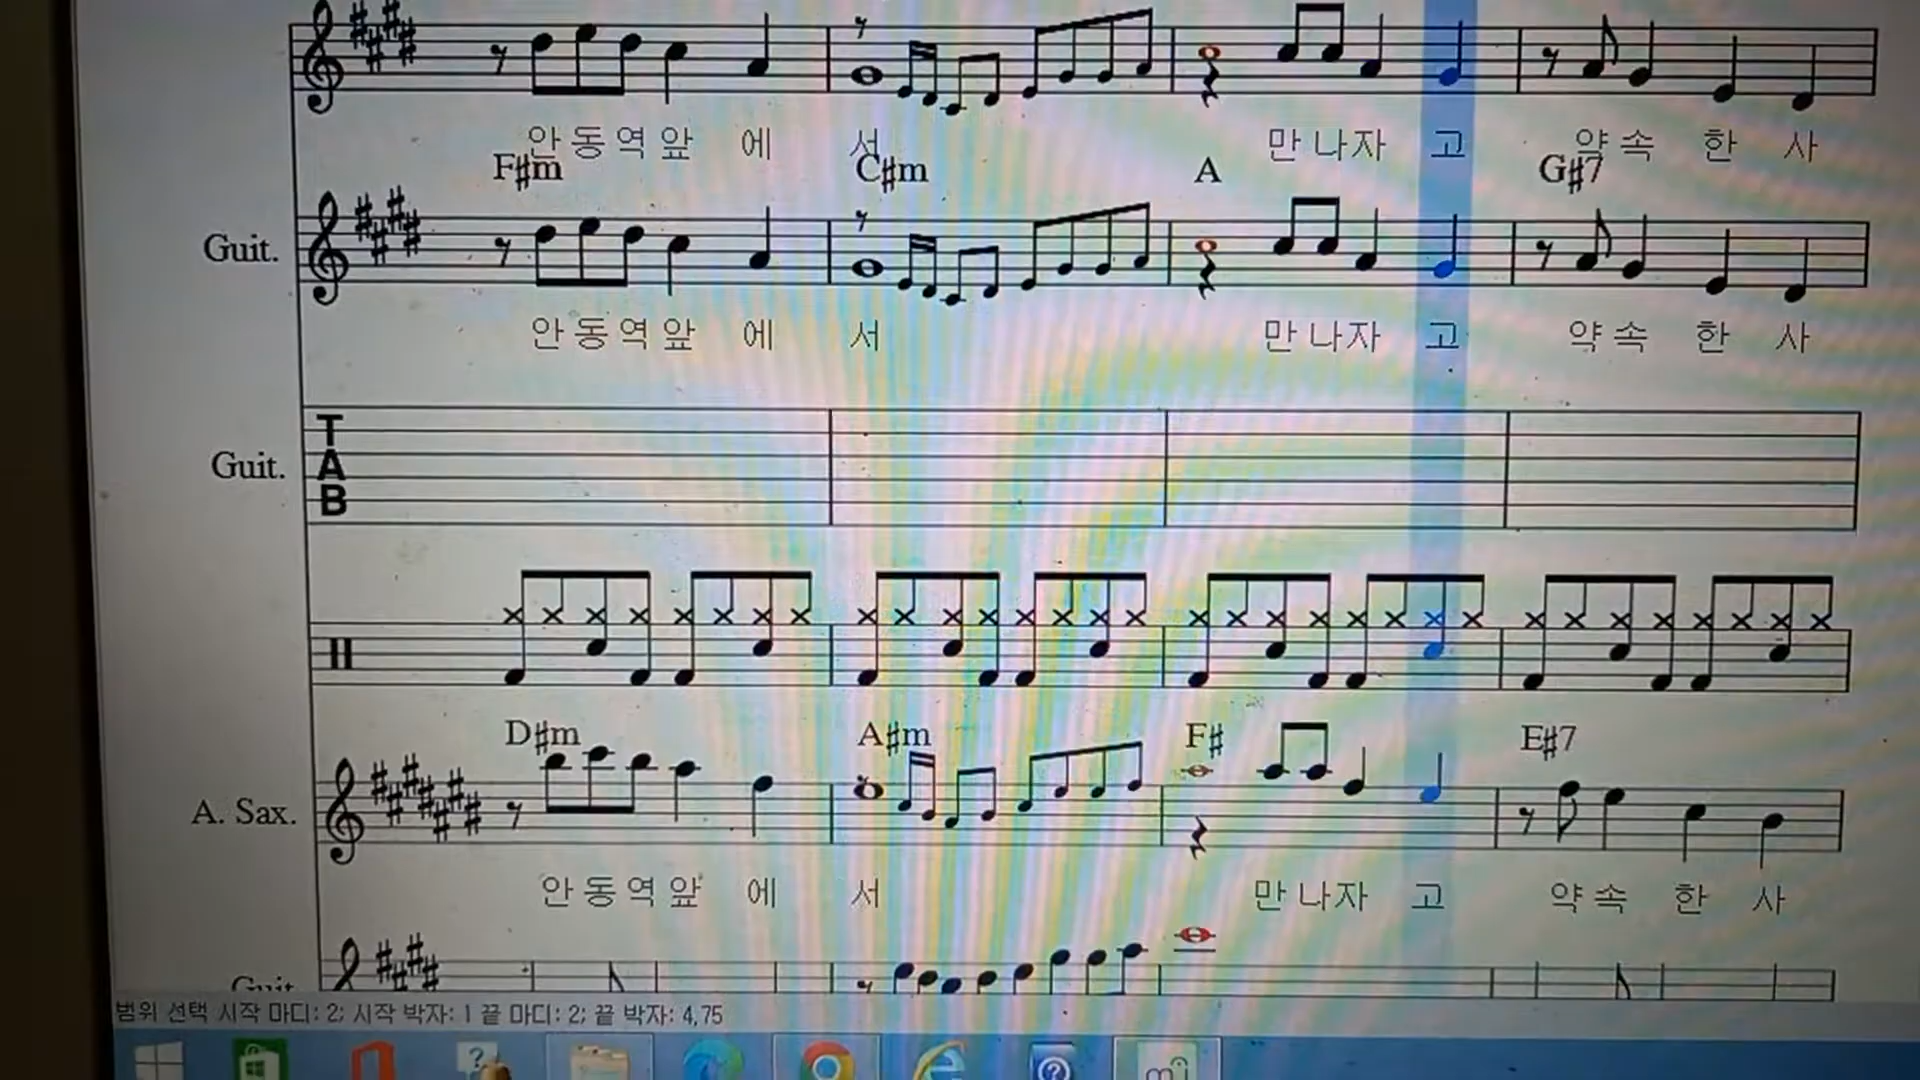 안동역앞 에 서 만나자 고 약속 한 사
F#m C#m A G#7
Guit.
안동역앞 에 서 만나자 고 약속 한 사
Guit.
T
A
B
D#m A#m F# E#7
A. Sax.
안동역앞 에 서 만나자 고 약속 한 사
Guit
범위 선택 시작 마디: 2; 시작 박자: 1 끝 마디: 2; 끝 박자: 4,75